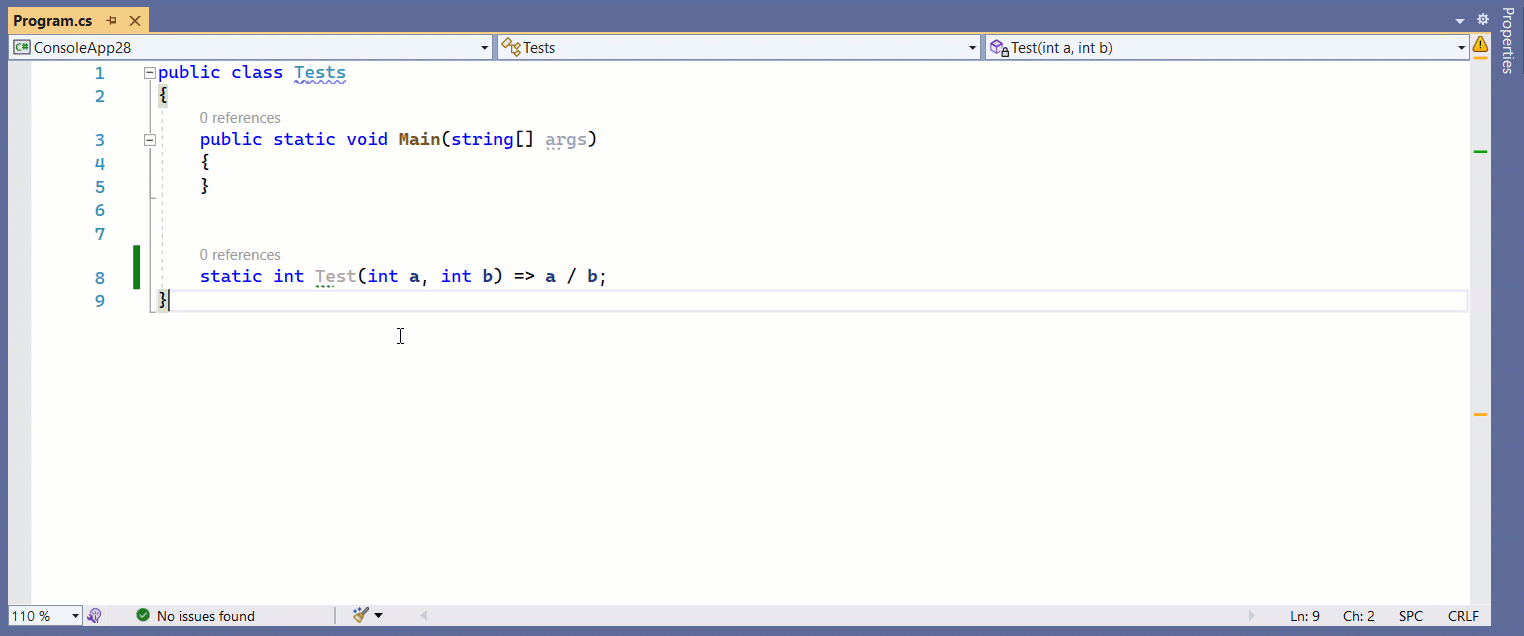 Program.cs
Properties
C# ConsoleApp28
Tests
Test(int a, int b)
1 public class Tests
2 {
0 references
3 public static void Main(string[] args)
4 {
5 }
6
7
0 references
8 static int Test(int a, int b) => a / b;
9 }
110 %
No issues found
Ln: 9
Ch: 2
SPC
CRLF